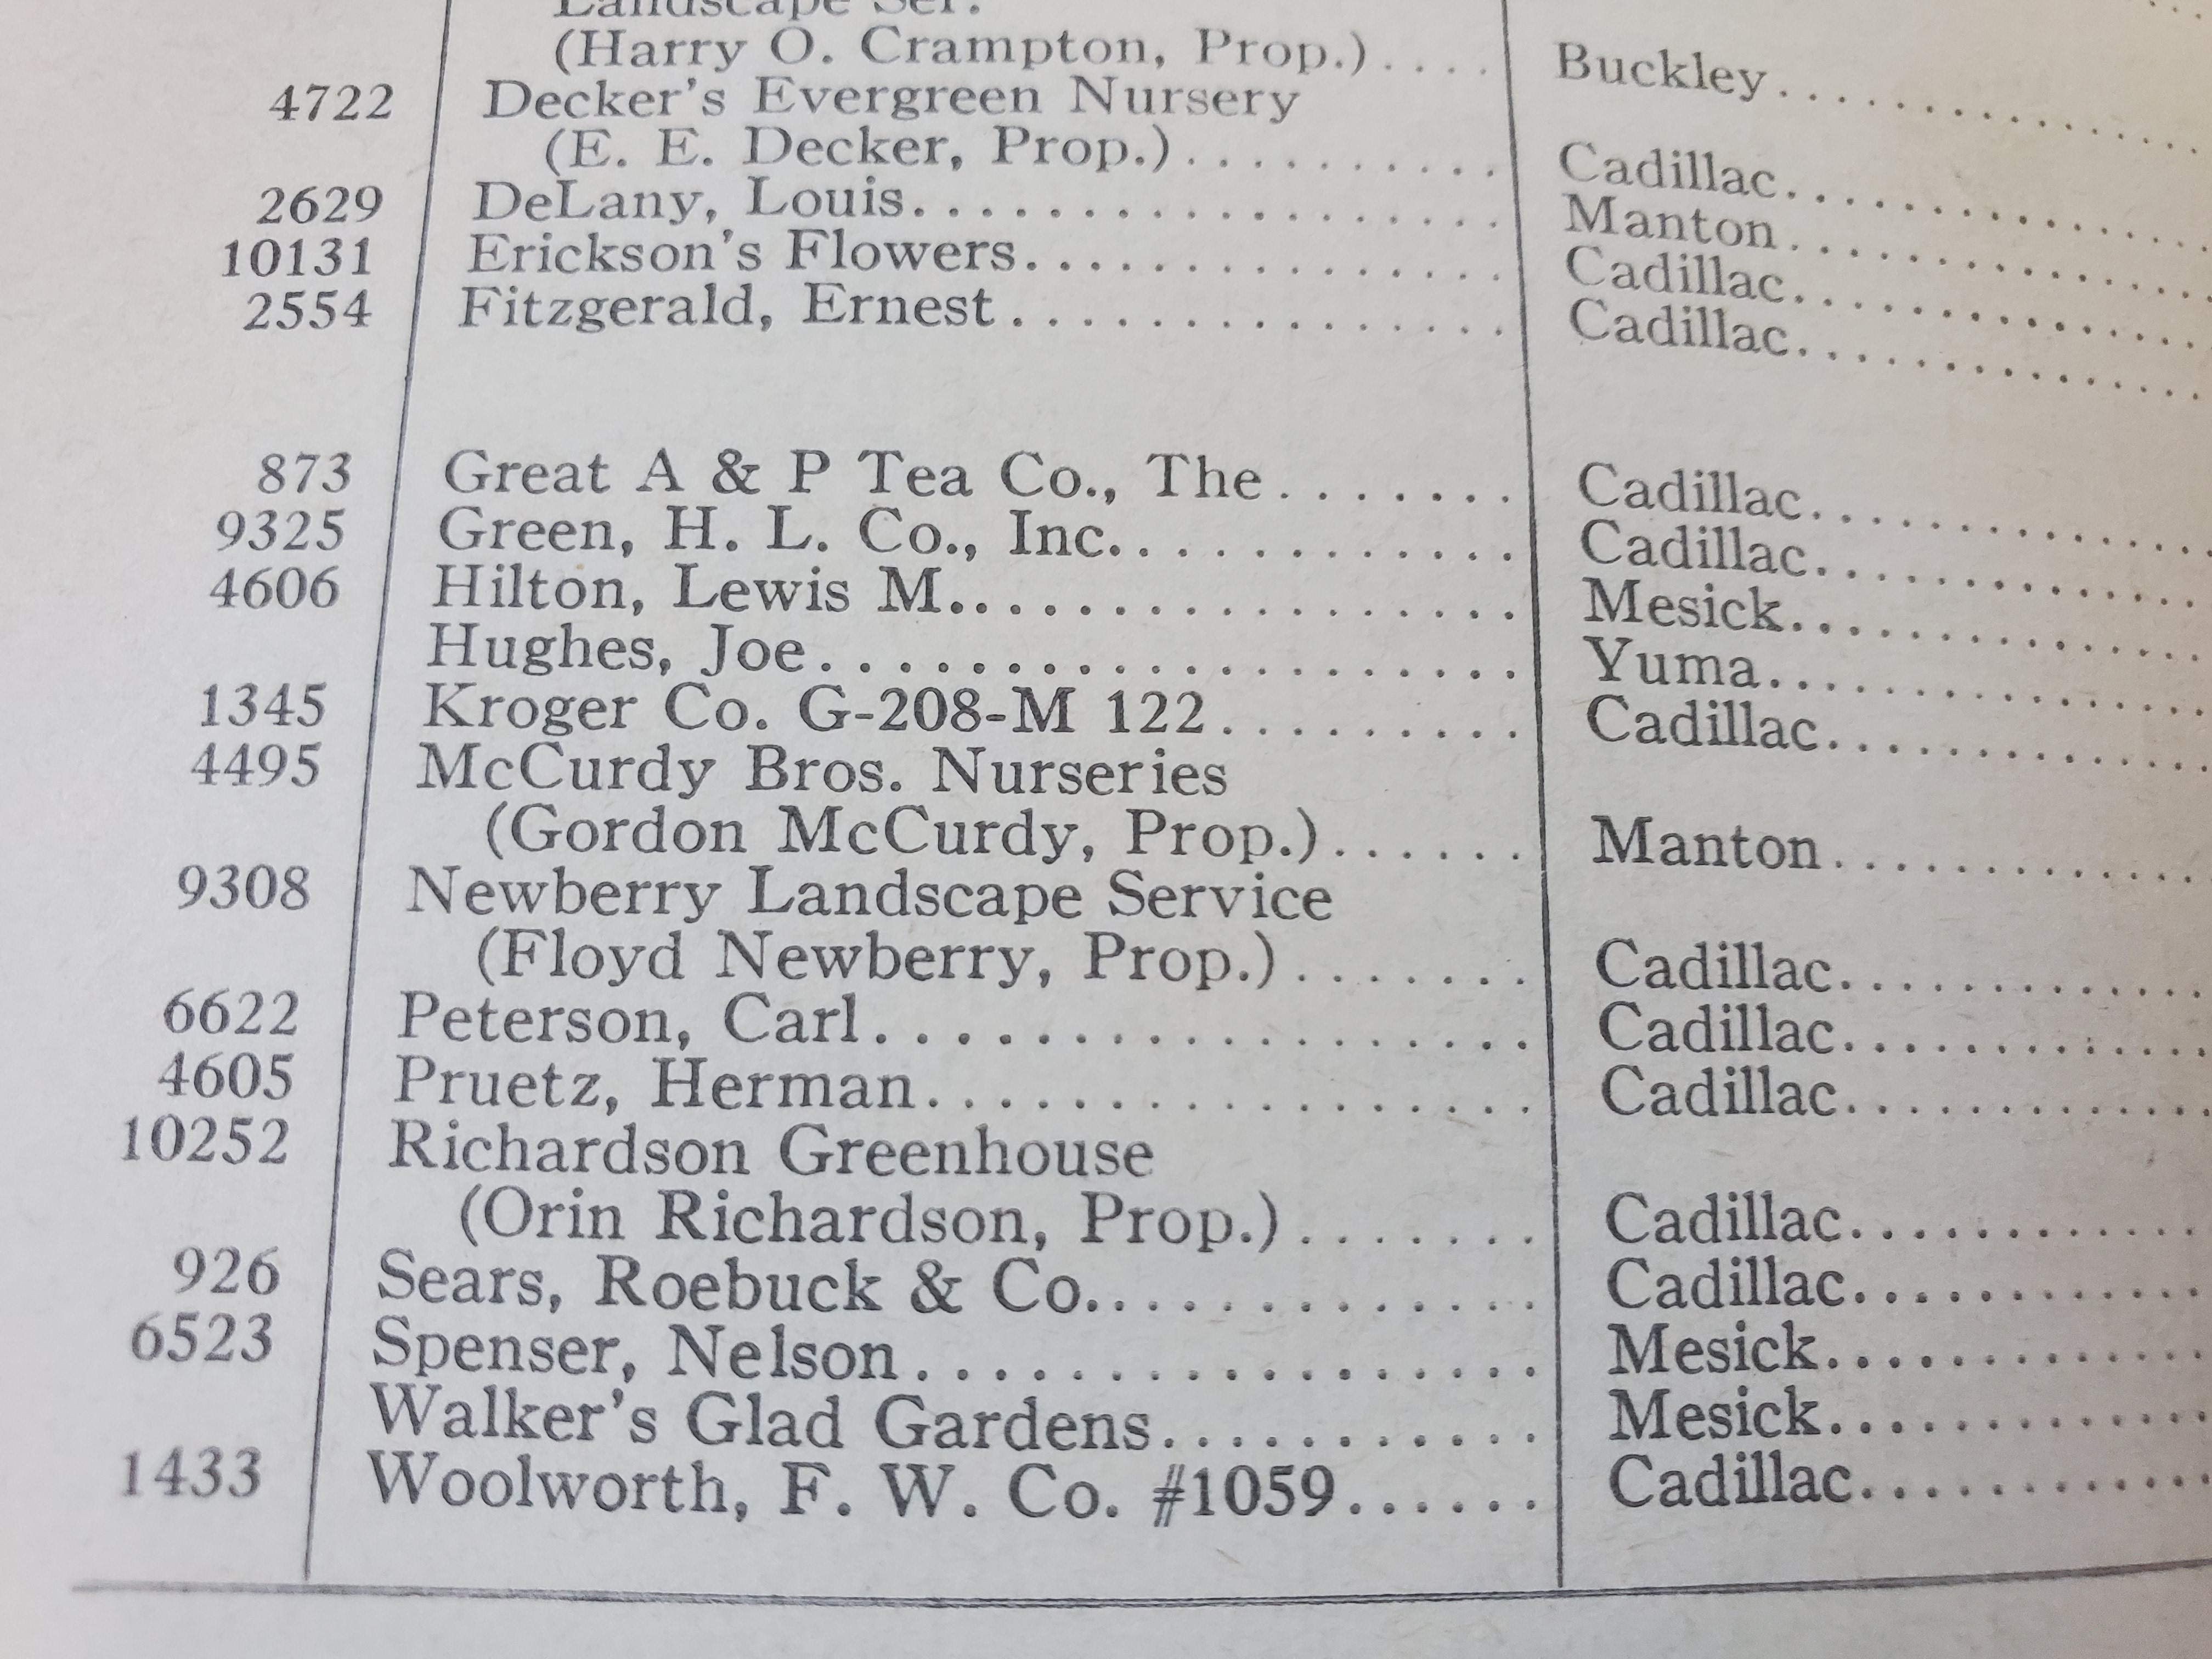 Landscape Ser.
(Harry O. Crampton, Prop.).... Buckley..............
4722 Decker's Evergreen Nursery
(E. E. Decker, Prop.).......... Cadillac..............
2629 DeLany, Louis.................. Manton..............
10131 Erickson's Flowers............... Cadillac..............
2554 Fitzgerald, Ernest............... Cadillac..............
873 Great A & P Tea Co., The....... Cadillac..............
9325 Green, H. L. Co., Inc............ Cadillac..............
4606 Hilton, Lewis M................. Mesick..............
Hughes, Joe..................... Yuma..............
1345 Kroger Co. G-208-M 122......... Cadillac..............
4495 McCurdy Bros. Nurseries
(Gordon McCurdy, Prop.)...... Manton..............
9308 Newberry Landscape Service
(Floyd Newberry, Prop.)....... Cadillac..............
6622 Peterson, Carl................... Cadillac..............
4605 Pruetz, Herman................. Cadillac..............
10252 Richardson Greenhouse
(Orin Richardson, Prop.)....... Cadillac..............
926 Sears, Roebuck & Co............. Cadillac..............
6523 Spenser, Nelson.................. Mesick..............
Walker's Glad Gardens........... Mesick..............
1433 Woolworth, F. W. Co. #1059...... Cadillac..............